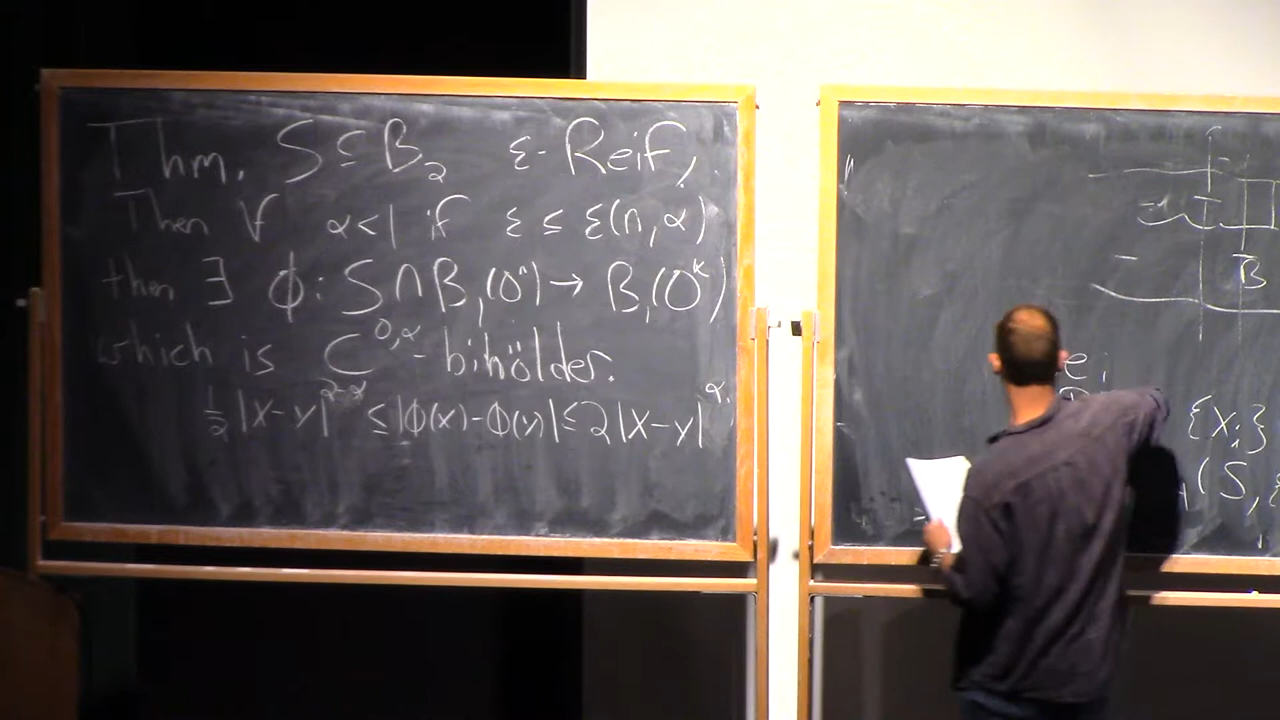 Thm. S ⊆ B₂ ε-Reif,
Then ∀ α<1 if ε ≤ ε(n,α)
then ∃ φ: S∩B₁(0ⁿ) → B₁(0ᵏ)
which is C^{0,α}-bihölder.
½|x-y|^{2-α} ≤ |φ(x)-φ(y)| ≤ 2|x-y|^α.
B
{xᵢ}
(S,